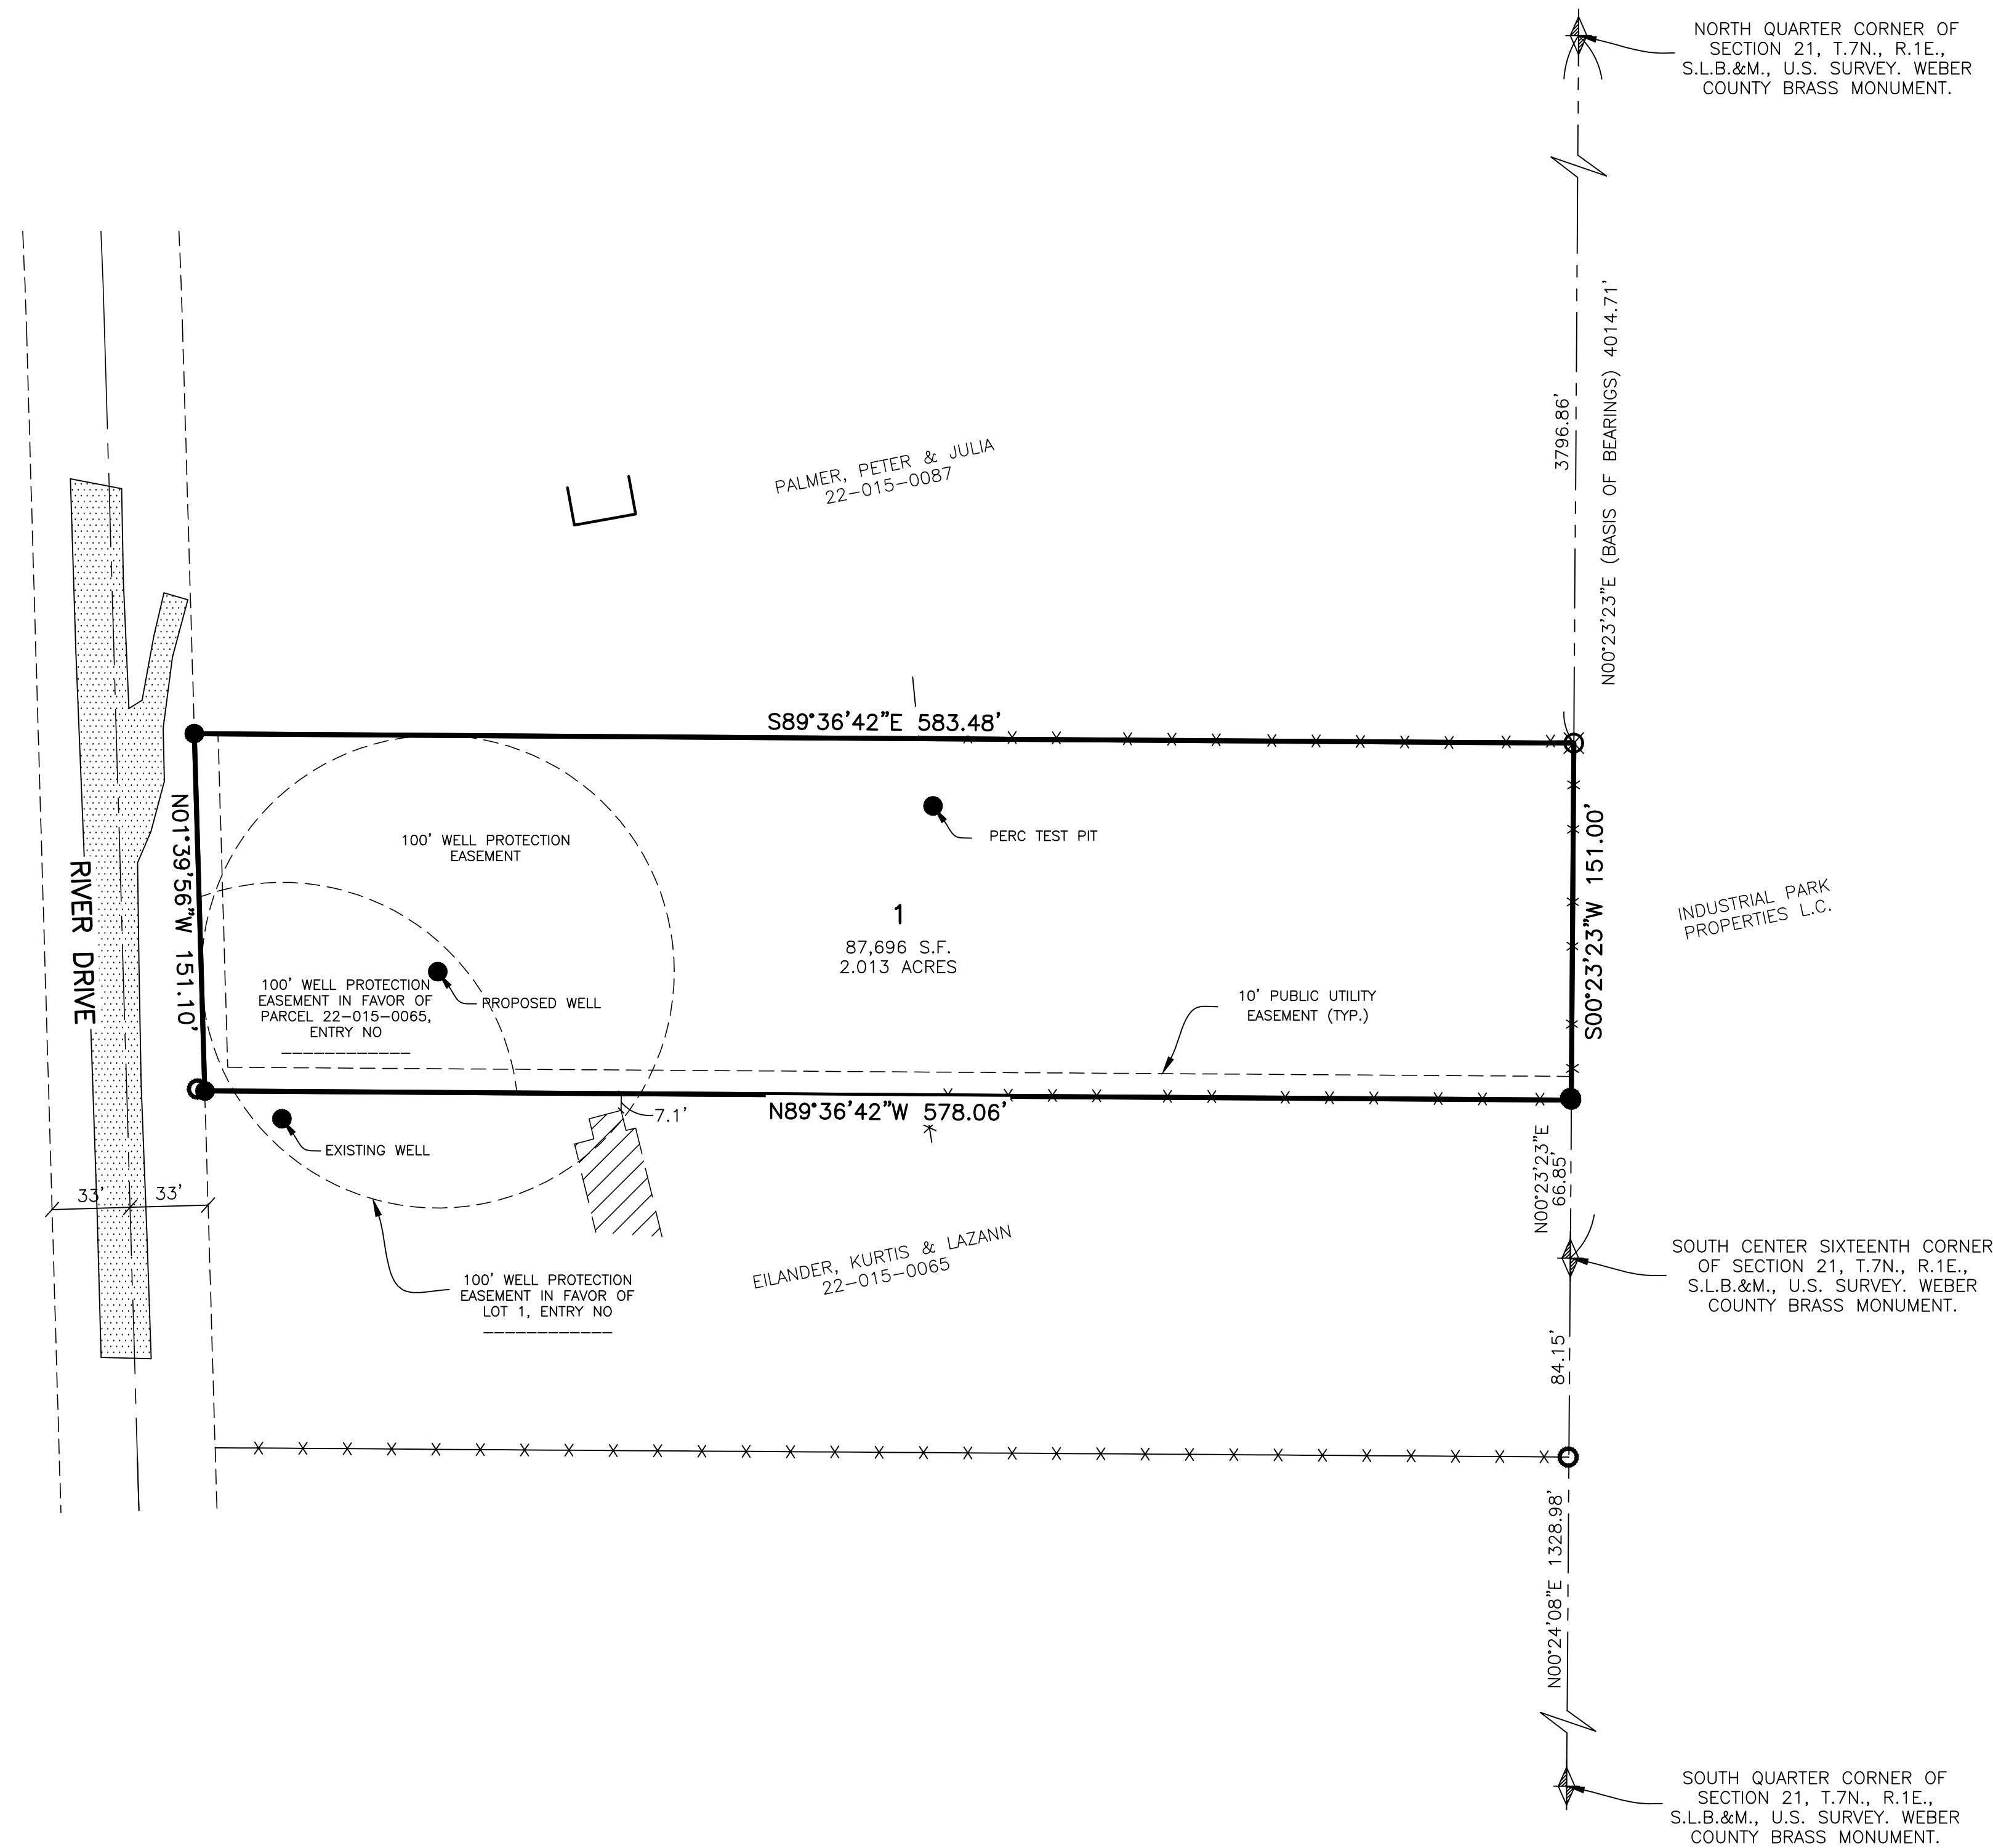 NORTH QUARTER CORNER OF
SECTION 21, T.7N., R.1E.,
S.L.B.&M., U.S. SURVEY. WEBER
COUNTY BRASS MONUMENT.
N00°23'23"E (BASIS OF BEARINGS) 4014.71'
3796.86'
PALMER, PETER & JULIA
22-015-0087
S89°36'42"E 583.48'
N01°39'56"W 151.10'
RIVER DRIVE
100' WELL PROTECTION
EASEMENT
PERC TEST PIT
1
87,696 S.F.
2.013 ACRES
S00°23'23"W 151.00'
INDUSTRIAL PARK
PROPERTIES L.C.
100' WELL PROTECTION
EASEMENT IN FAVOR OF
PARCEL 22-015-0065,
ENTRY NO
____________
PROPOSED WELL
10' PUBLIC UTILITY
EASEMENT (TYP.)
N89°36'42"W 578.06'
7.1'
EXISTING WELL
33'
33'
N00°23'23"E
66.85'
EILANDER, KURTIS & LAZANN
22-015-0065
100' WELL PROTECTION
EASEMENT IN FAVOR OF
LOT 1, ENTRY NO
____________
SOUTH CENTER SIXTEENTH CORNER
OF SECTION 21, T.7N., R.1E.,
S.L.B.&M., U.S. SURVEY. WEBER
COUNTY BRASS MONUMENT.
84.15'
N00°24'08"E 1328.98'
SOUTH QUARTER CORNER OF
SECTION 21, T.7N., R.1E.,
S.L.B.&M., U.S. SURVEY. WEBER
COUNTY BRASS MONUMENT.